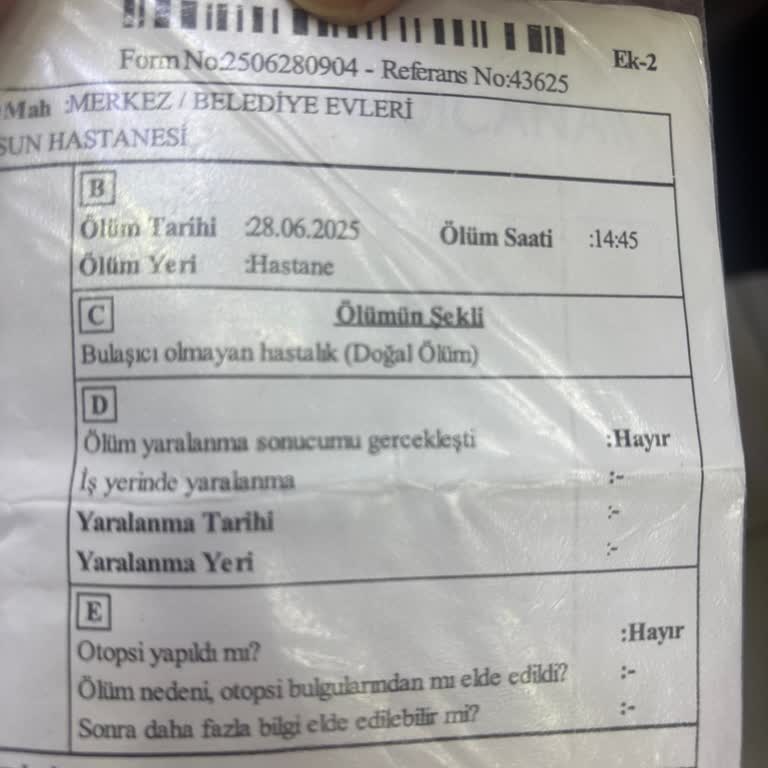 Form No:2506280904 - Referans No:43625
Ek-2
Mah :MERKEZ / BELEDİYE EVLERİ
SUN HASTANESİ
B
Ölüm Tarihi :28.06.2025 Ölüm Saati :14:45
Ölüm Yeri :Hastane
C Ölümün Şekli
Bulaşıcı olmayan hastalık (Doğal Ölüm)
D
Ölüm yaralanma sonucumu gercekleşti :Hayır
İş yerinde yaralanma :-
Yaralanma Tarihi :-
Yaralanma Yeri :-
E
Otopsi yapıldı mı? :Hayır
Ölüm nedeni, otopsi bulgularından mı elde edildi? :-
Sonra daha fazla bilgi elde edilebilir mi? :-